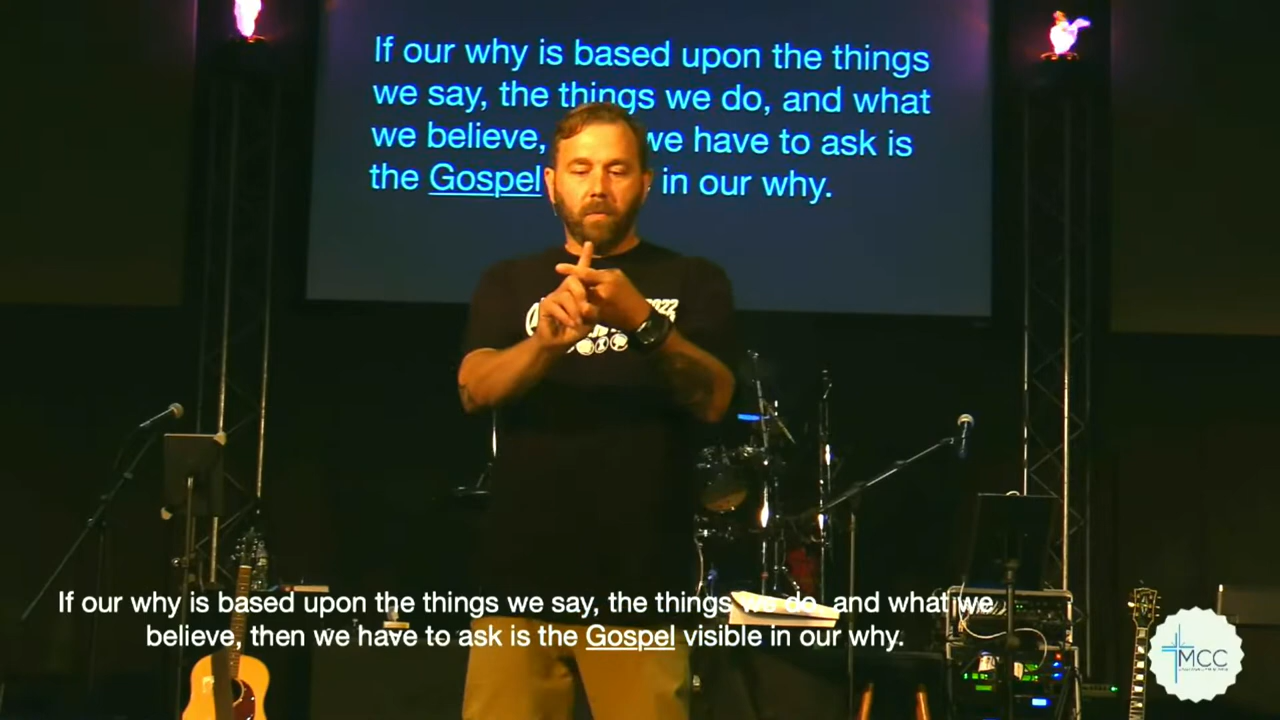 If our why is based upon the things
we say, the things we do, and what
we believe, we have to ask is
the Gospel in our why.
2022
If our why is based upon the things we say, the things we do, and what we
believe, then we have to ask is the Gospel visible in our why.
MCC